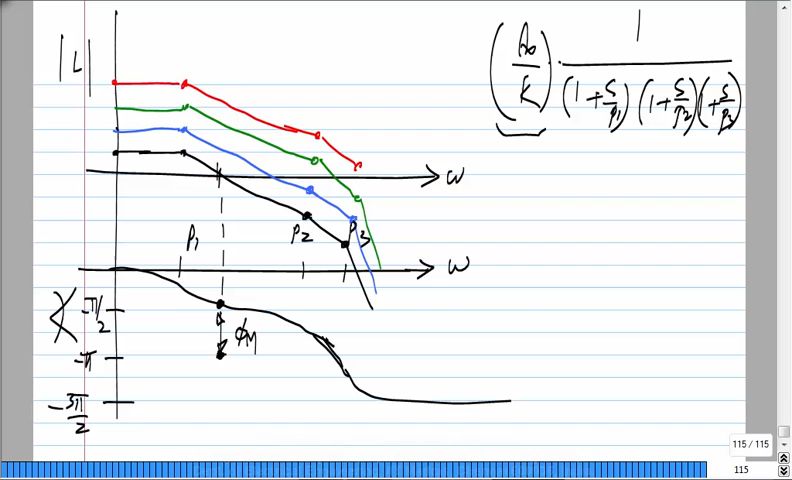 |L|
(A₀/K) · 1/((1+s/p₁)(1+s/p₂)(1+s/p₃))
ω
p₁
p₂
p₃
ω
∠
-π/2
ϕM
-π
-3π/2
115 / 115
115